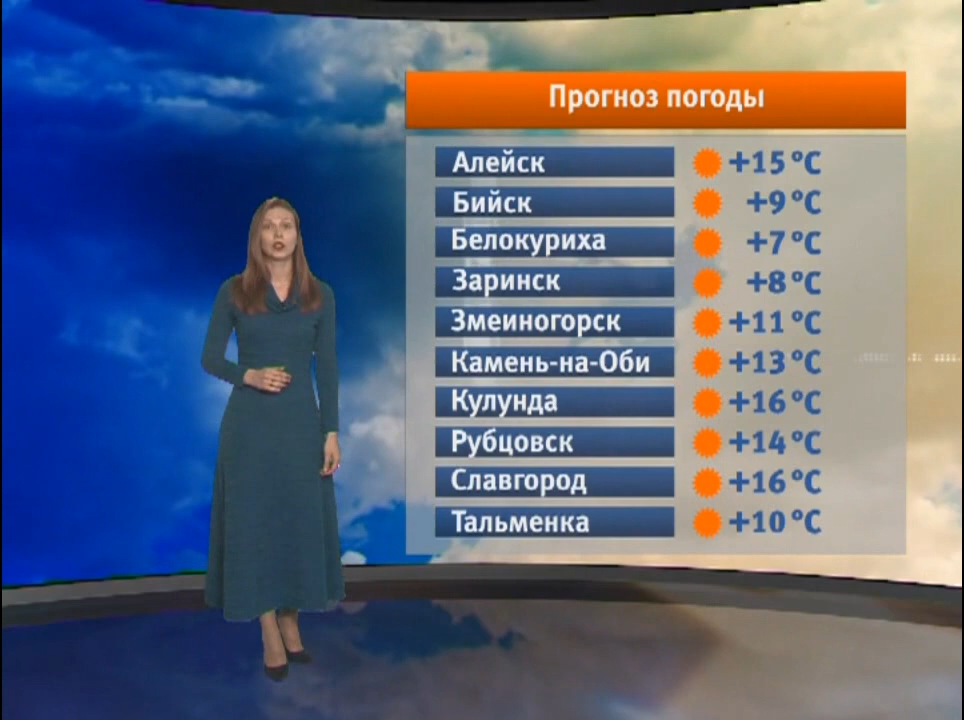 Прогноз погоды
Алейск +15 °C
Бийск +9 °C
Белокуриха +7 °C
Заринск +8 °C
Змеиногорск +11 °C
Камень-на-Оби +13 °C
Кулунда +16 °C
Рубцовск +14 °C
Славгород +16 °C
Тальменка +10 °C